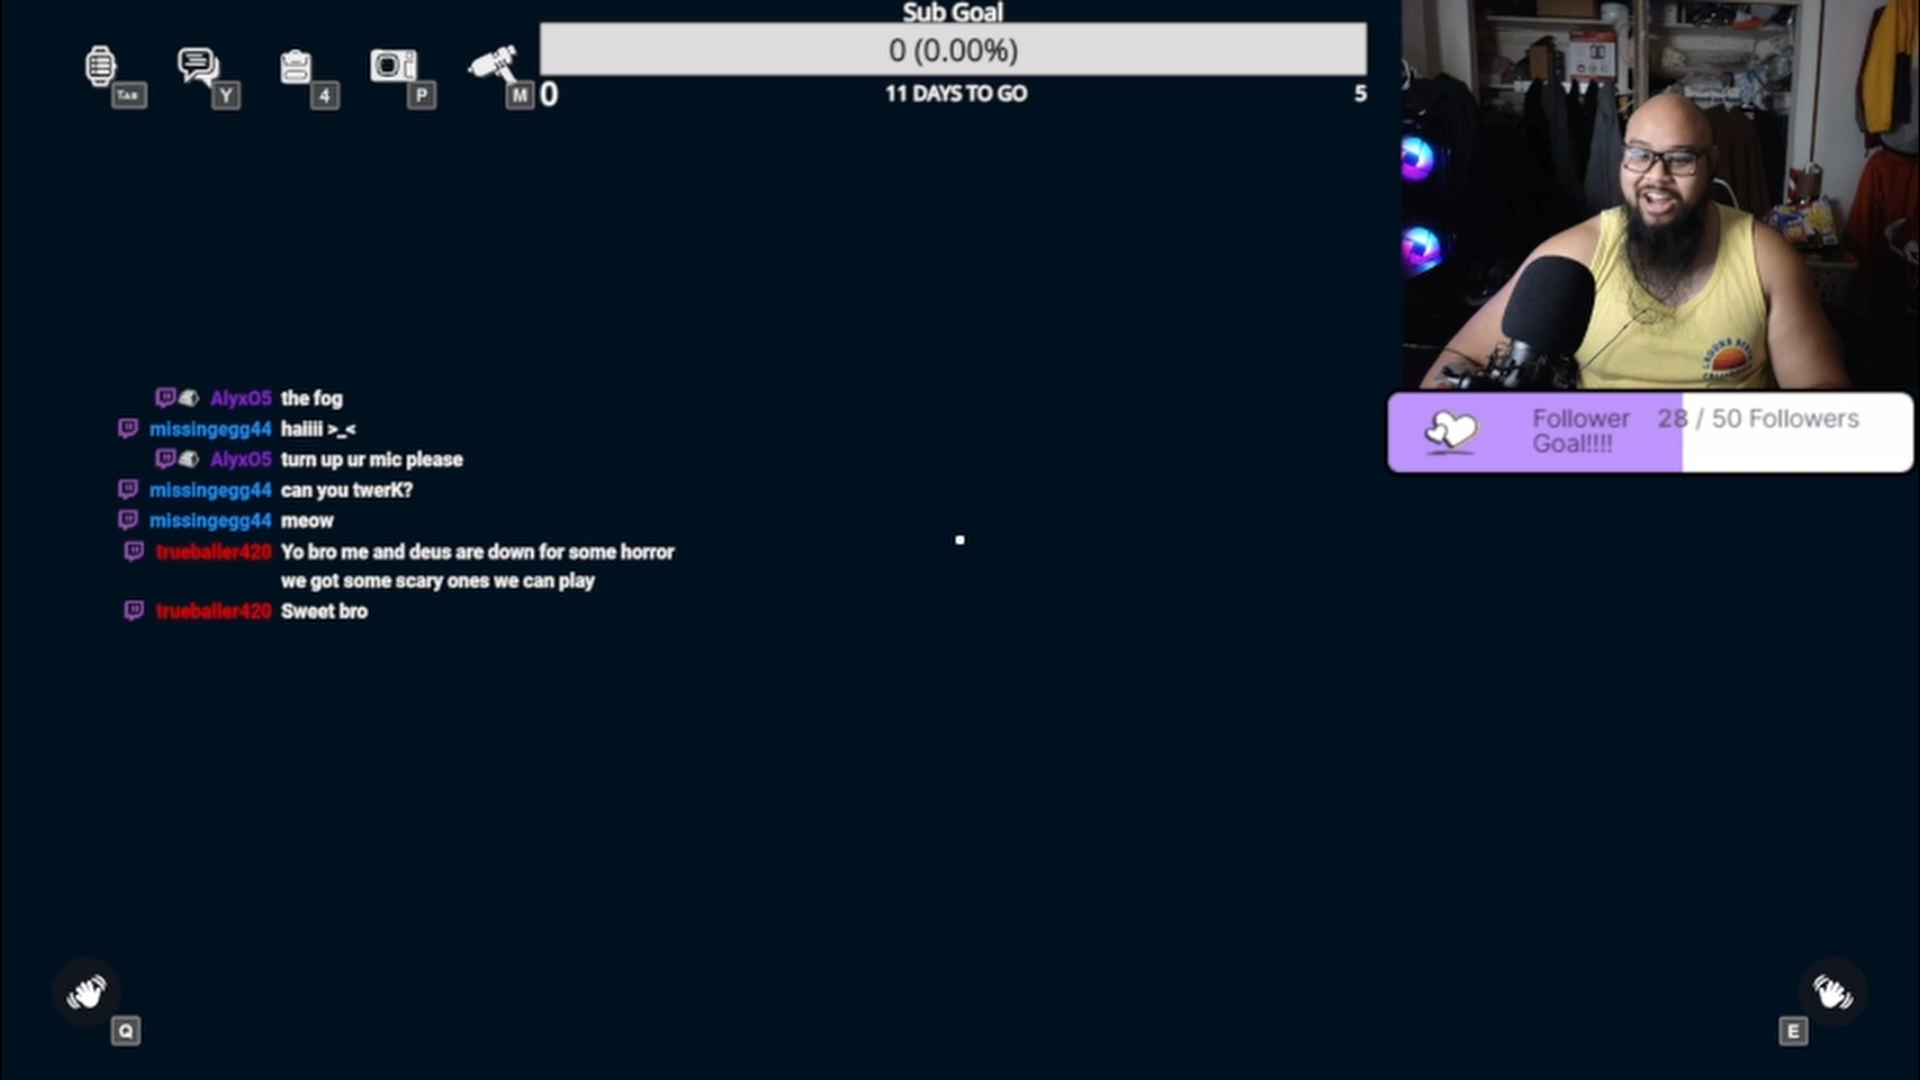 Sub Goal
0 (0.00%)
0
11 DAYS TO GO
5
TAB
Y
4
P
M
Follower Goal!!!!
28 / 50 Followers
AlyxO5 the fog
missingegg44 haiiii >_<
AlyxO5 turn up ur mic please
missingegg44 can you twerK?
missingegg44 meow
trueballer420 Yo bro me and deus are down for some horror
we got some scary ones we can play
trueballer420 Sweet bro
Q
E